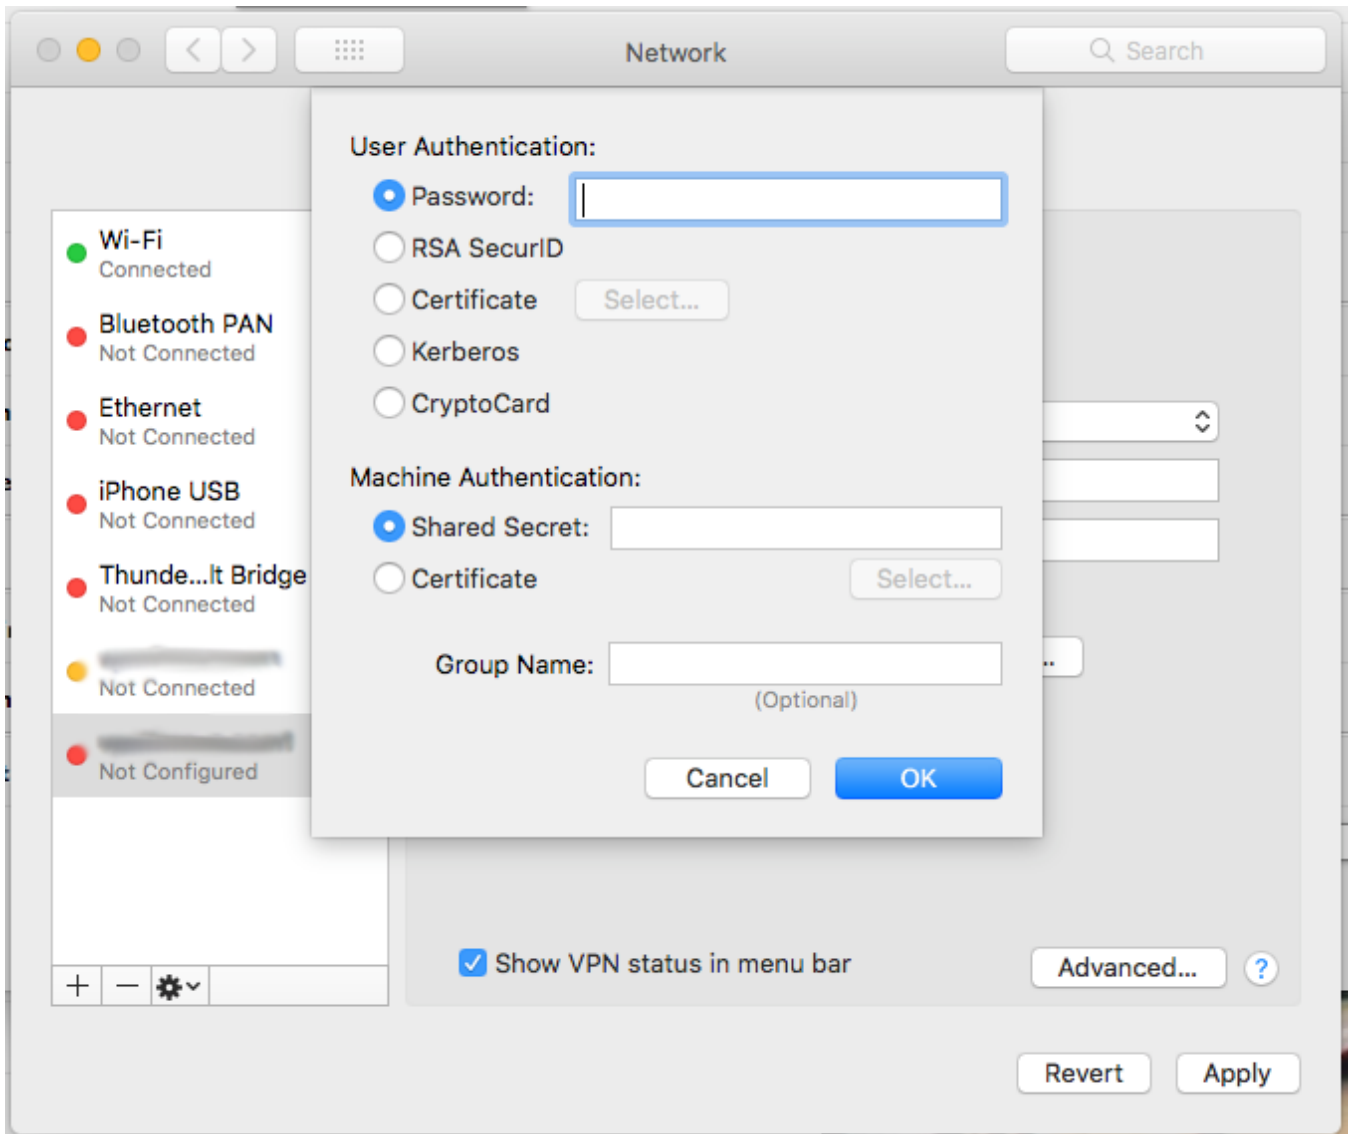 Network
Search
User Authentication:
Password:
RSA SecurID
Certificate
Select...
Kerberos
CryptoCard
Machine Authentication:
Shared Secret:
Certificate
Select...
Group Name:
(Optional)
Cancel
OK
Wi-Fi
Connected
Bluetooth PAN
Not Connected
Ethernet
Not Connected
iPhone USB
Not Connected
Thunde...lt Bridge
Not Connected
Not Connected
Not Configured
..
Show VPN status in menu bar
Advanced...
?
Revert
Apply